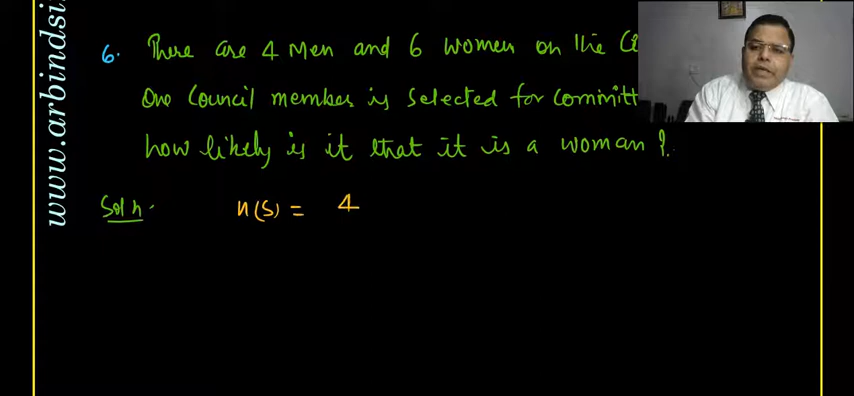 www.arbindsi
6. There are 4 Men and 6 women on the
One Council member is selected for
how likely is it that it is a woman?
Soln.
n(S) = 4